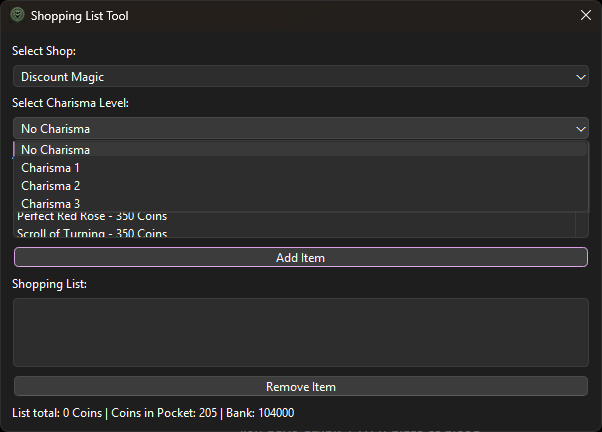 Shopping List Tool
Select Shop:
Discount Magic
Select Charisma Level:
No Charisma
No Charisma
Charisma 1
Charisma 2
Charisma 3
Perfect Red Rose - 350 Coins
Scroll of Turning - 350 Coins
Add Item
Shopping List:
Remove Item
List total: 0 Coins | Coins in Pocket: 205 | Bank: 104000